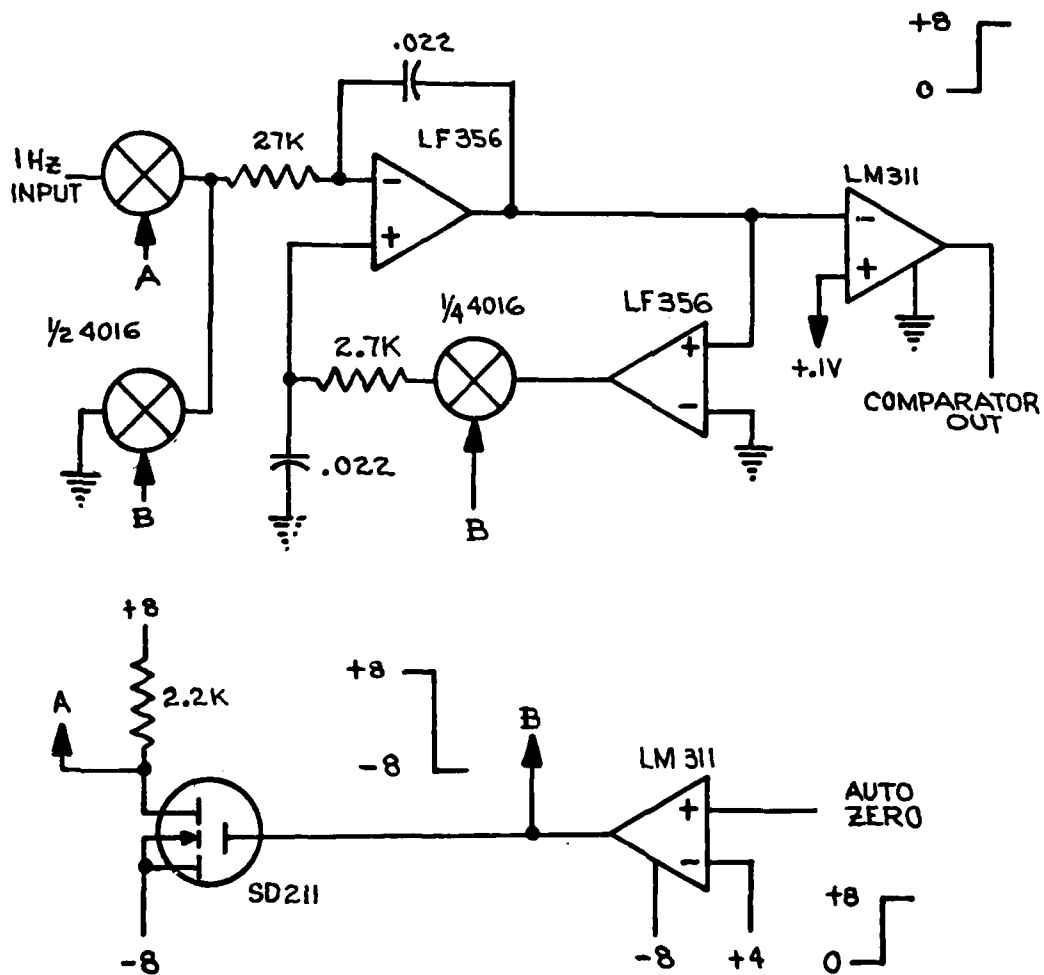 +8
0
.022
LF356
27K
1Hz
INPUT
A
LM311
-
+
-
+
+.1V
COMPARATOR
OUT
LF356
+
-
1/4 4016
1/2 4016
2.7K
.022
B
B
+8
2.2K
A
+8
-8
B
LM 311
+
-
AUTO
ZERO
SD211
-8
-8
+4
+8
0